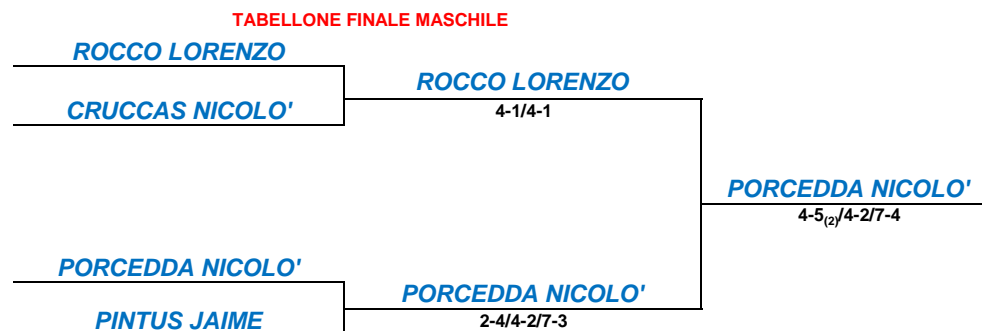 TABELLONE FINALE MASCHILE
ROCCO LORENZO
ROCCO LORENZO
4-1/4-1
CRUCCAS NICOLO'
PORCEDDA NICOLO'
4-5(2)/4-2/7-4
PORCEDDA NICOLO'
PORCEDDA NICOLO'
2-4/4-2/7-3
PINTUS JAIME